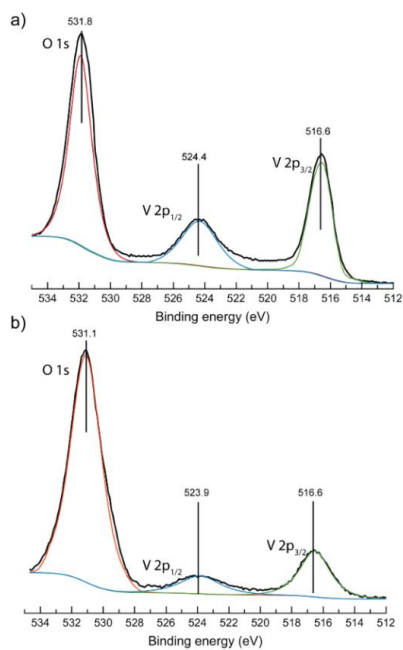 a)
531.8
O 1s
524.4
516.6
V 2p1/2
V 2p3/2
534 532 530 528 526 524 522 520 518 516 514 512
Binding energy (eV)
b)
531.1
O 1s
523.9
516.6
V 2p1/2
V 2p3/2
534 532 530 528 526 524 522 520 518 516 514 512
Binding energy (eV)